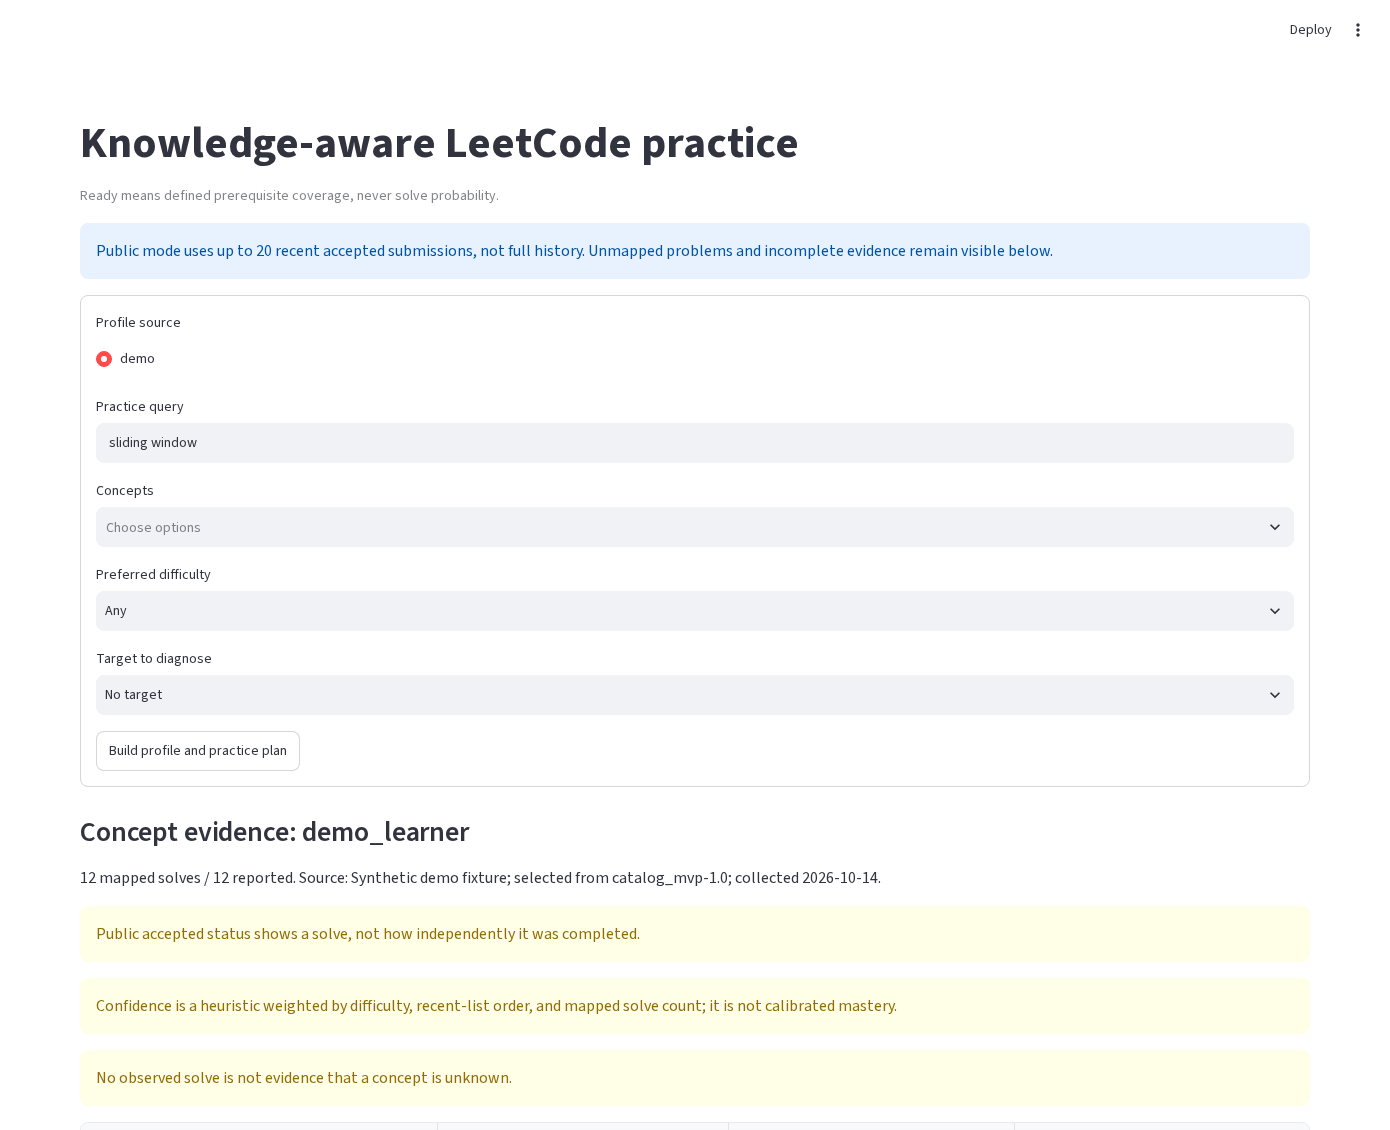 Deploy
Knowledge-aware LeetCode practice
Ready means defined prerequisite coverage, never solve probability.
Public mode uses up to 20 recent accepted submissions, not full history. Unmapped problems and incomplete evidence remain visible below.
Profile source
demo
Practice query
sliding window
Concepts
Choose options
Preferred difficulty
Any
Target to diagnose
No target
Build profile and practice plan
Concept evidence: demo_learner
12 mapped solves / 12 reported. Source: Synthetic demo fixture; selected from catalog_mvp-1.0; collected 2026-10-14.
Public accepted status shows a solve, not how independently it was completed.
Confidence is a heuristic weighted by difficulty, recent-list order, and mapped solve count; it is not calibrated mastery.
No observed solve is not evidence that a concept is unknown.